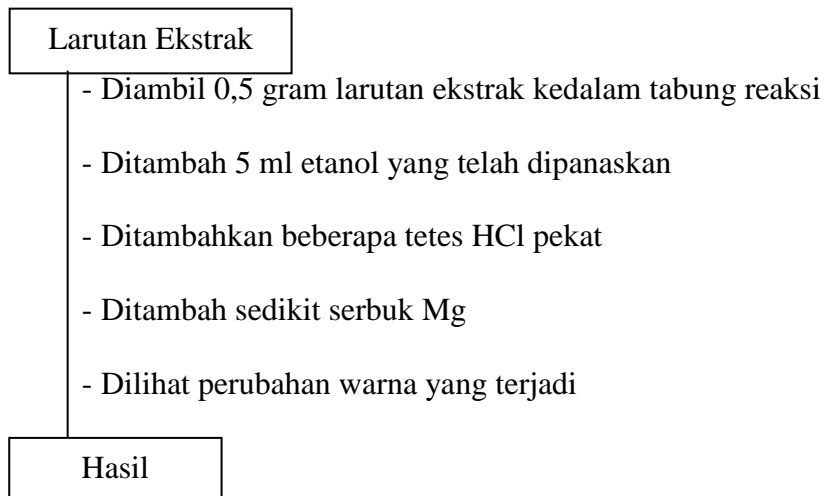 Larutan Ekstrak
- Diambil 0,5 gram larutan ekstrak kedalam tabung reaksi
- Ditambah 5 ml etanol yang telah dipanaskan
- Ditambahkan beberapa tetes HCl pekat
- Ditambah sedikit serbuk Mg
- Dilihat perubahan warna yang terjadi
Hasil